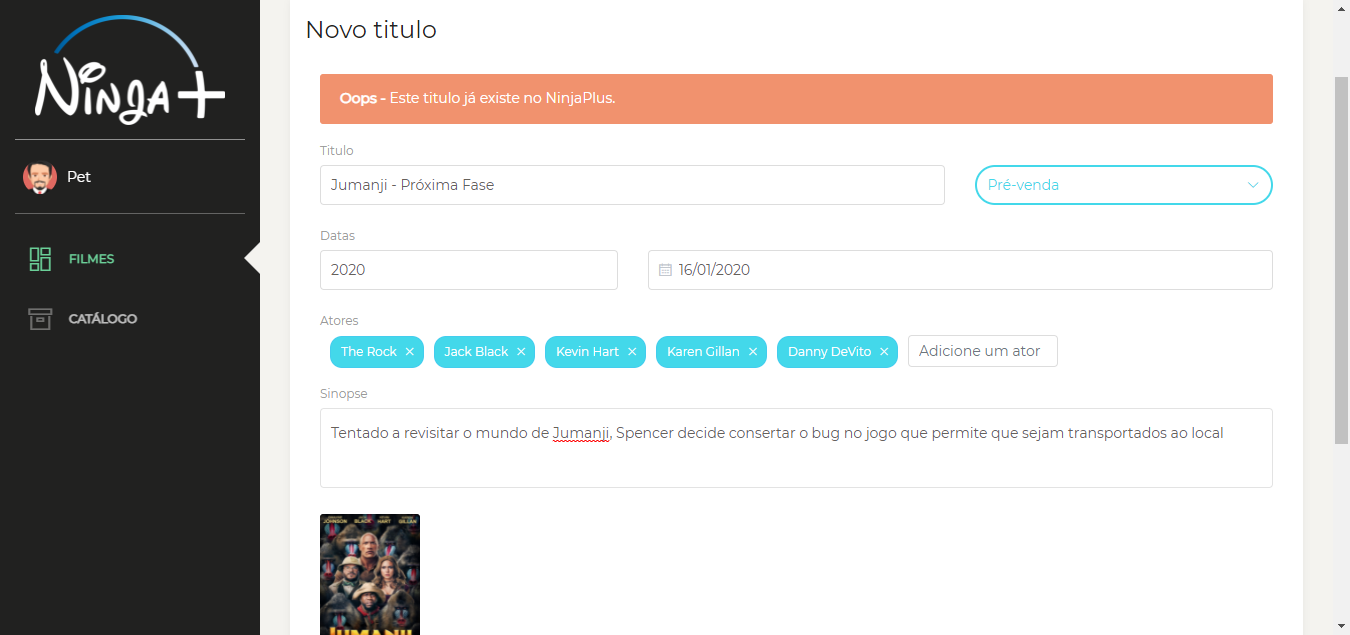 Ninja+
Pet
FILMES
CATÁLOGO
Novo titulo
Oops - Este titulo já existe no NinjaPlus.
Titulo
Jumanji - Próxima Fase
Pré-venda
Datas
2020
16/01/2020
Atores
The Rock ×
Jack Black ×
Kevin Hart ×
Karen Gillan ×
Danny DeVito ×
Adicione um ator
Sinopse
Tentado a revisitar o mundo de Jumanji, Spencer decide consertar o bug no jogo que permite que sejam transportados ao local
JOHNSON BLACK HART GILLAN
JUMANJI